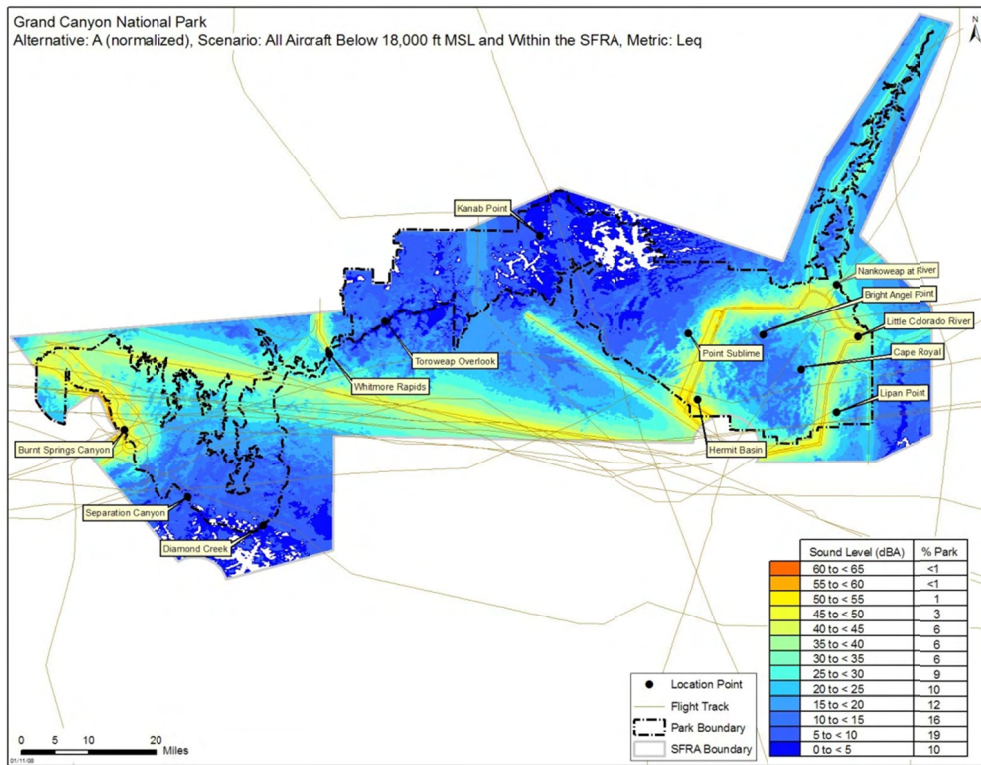 Grand Canyon National Park
Alternative: A (normalized), Scenario: All Aircraft Below 18,000 ft MSL and Within the SFRA, Metric: Leq
N
Kanab Point
Nankoweap at River
Bright Angel Point
Little Colorado River
Point Sublime
Cape Royal
Toroweap Overlook
Whitmore Rapids
Lipan Point
Burnt Springs Canyon
Hermit Basin
Separation Canyon
Diamond Creek
Sound Level (dBA) % Park
60 to < 65 <1
55 to < 60 <1
50 to < 55 1
45 to < 50 3
40 to < 45 6
35 to < 40 6
30 to < 35 6
25 to < 30 9
20 to < 25 10
15 to < 20 12
10 to < 15 16
5 to < 10 19
0 to < 5 10
Location Point
Flight Track
Park Boundary
SFRA Boundary
0 5 10 20
Miles
01/11/08